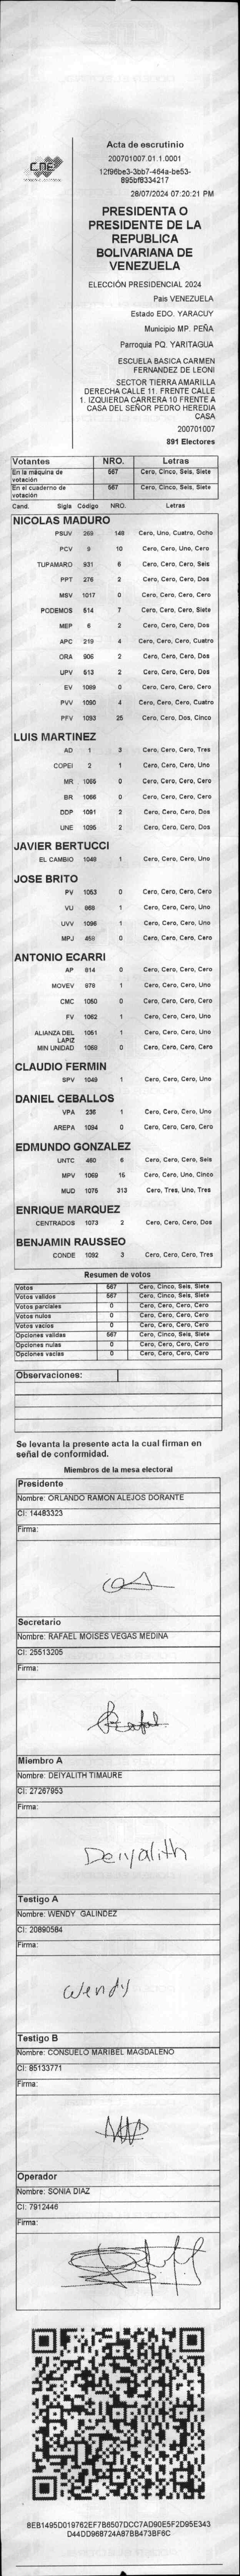 CNE
Acta de escrutinio
200701007.01.1.0001
12f96be3-3bb7-464a-be53-
895bf8334217
28/07/2024 07:20:21 PM
PRESIDENTA O
PRESIDENTE DE LA
REPUBLICA
BOLIVARIANA DE
VENEZUELA
ELECCIÓN PRESIDENCIAL 2024
Pais VENEZUELA
Estado EDO. YARACUY
Municipio MP. PEÑA
Parroquia PQ. YARITAGUA
ESCUELA BASICA CARMEN
FERNANDEZ DE LEONI
SECTOR TIERRA AMARILLA
DERECHA CALLE 11. FRENTE CALLE
1. IZQUIERDA CARRERA 10 FRENTE A
CASA DEL SEÑOR PEDRO HEREDIA
CASA
200701007
891 Electores
Votantes NRO. Letras
En la máquina de votación 567 Cero, Cinco, Seis, Siete
En el cuaderno de votación 567 Cero, Cinco, Seis, Siete
Cand. Sigla Código NRO. Letras
NICOLAS MADURO
PSUV 269 148 Cero, Uno, Cuatro, Ocho
PCV 9 10 Cero, Cero, Uno, Cero
TUPAMARO 931 6 Cero, Cero, Cero, Seis
PPT 276 2 Cero, Cero, Cero, Dos
MSV 1017 0 Cero, Cero, Cero, Cero
PODEMOS 514 7 Cero, Cero, Cero, Siete
MEP 6 2 Cero, Cero, Cero, Dos
APC 219 4 Cero, Cero, Cero, Cuatro
ORA 906 2 Cero, Cero, Cero, Dos
UPV 513 2 Cero, Cero, Cero, Dos
EV 1089 0 Cero, Cero, Cero, Cero
PVV 1090 4 Cero, Cero, Cero, Cuatro
PFV 1093 25 Cero, Cero, Dos, Cinco
LUIS MARTINEZ
AD 1 3 Cero, Cero, Cero, Tres
COPEI 2 1 Cero, Cero, Cero, Uno
MR 1055 0 Cero, Cero, Cero, Cero
BR 1066 0 Cero, Cero, Cero, Cero
DDP 1091 2 Cero, Cero, Cero, Dos
UNE 1095 2 Cero, Cero, Cero, Dos
JAVIER BERTUCCI
EL CAMBIO 1048 1 Cero, Cero, Cero, Uno
JOSE BRITO
PV 1053 0 Cero, Cero, Cero, Cero
VU 868 1 Cero, Cero, Cero, Uno
UVV 1096 1 Cero, Cero, Cero, Uno
MPJ 459 0 Cero, Cero, Cero, Cero
ANTONIO ECARRI
AP 814 0 Cero, Cero, Cero, Cero
MOVEV 978 1 Cero, Cero, Cero, Uno
CMC 1050 0 Cero, Cero, Cero, Cero
FV 1062 1 Cero, Cero, Cero, Uno
ALIANZA DEL LAPIZ 1051 1 Cero, Cero, Cero, Uno
MIN UNIDAD 1068 0 Cero, Cero, Cero, Cero
CLAUDIO FERMIN
SPV 1049 1 Cero, Cero, Cero, Uno
DANIEL CEBALLOS
VPA 236 1 Cero, Cero, Cero, Uno
AREPA 1094 0 Cero, Cero, Cero, Cero
EDMUNDO GONZALEZ
UNTC 460 6 Cero, Cero, Cero, Seis
MPV 1069 15 Cero, Cero, Uno, Cinco
MUD 1075 313 Cero, Tres, Uno, Tres
ENRIQUE MARQUEZ
CENTRADOS 1073 2 Cero, Cero, Cero, Dos
BENJAMIN RAUSSEO
CONDE 1092 3 Cero, Cero, Cero, Tres
Resumen de votos
Votos 567 Cero, Cinco, Seis, Siete
Votos validos 567 Cero, Cinco, Seis, Siete
Votos parciales 0 Cero, Cero, Cero, Cero
Votos nulos 0 Cero, Cero, Cero, Cero
Votos vacios 0 Cero, Cero, Cero, Cero
Opciones validas 567 Cero, Cinco, Seis, Siete
Opciones nulas 0 Cero, Cero, Cero, Cero
Opciones vacias 0 Cero, Cero, Cero, Cero
Observaciones:
Se levanta la presente acta la cual firman en
señal de conformidad.
Miembros de la mesa electoral
Presidente
Nombre: ORLANDO RAMON ALEJOS DORANTE
CI: 14483323
Firma:
Secretario
Nombre: RAFAEL MOISES VEGAS MEDINA
CI: 25513205
Firma:
Rafael
Miembro A
Nombre: DEIYALITH TIMAURE
CI: 27267953
Firma:
Deiyalith
Testigo A
Nombre: WENDY GALINDEZ
CI: 20890584
Firma:
Wendy
Testigo B
Nombre: CONSUELO MARIBEL MAGDALENO
CI: 85133771
Firma:
Operador
Nombre: SONIA DIAZ
CI: 7912446
Firma:
8EB1495D019762EF7B6507DCC7AD90E5F2D95E343
D44DD968724A87BB473BF6C